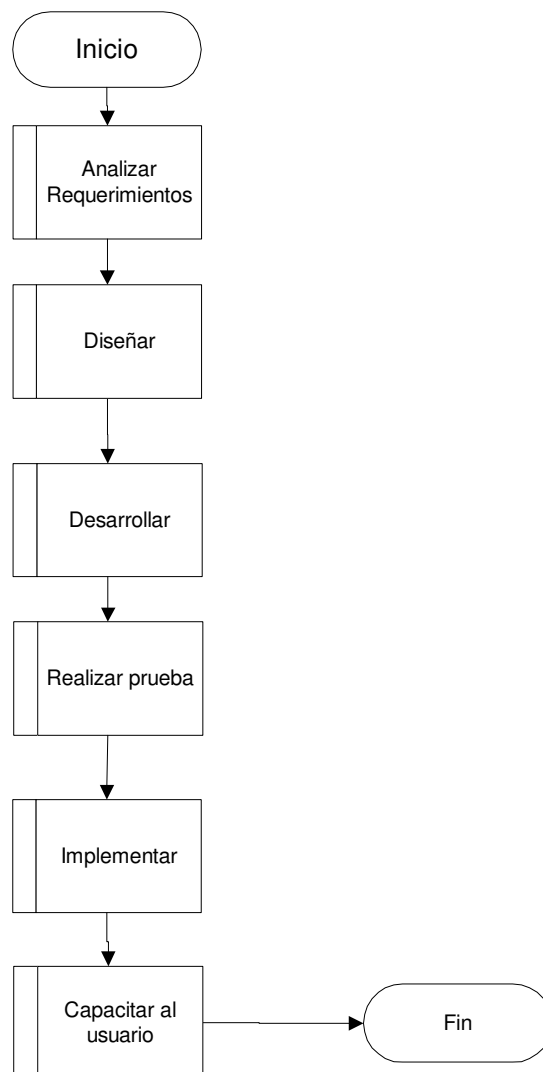 Inicio
Analizar
Requerimientos
Diseñar
Desarrollar
Realizar prueba
Implementar
Capacitar al
usuario
Fin